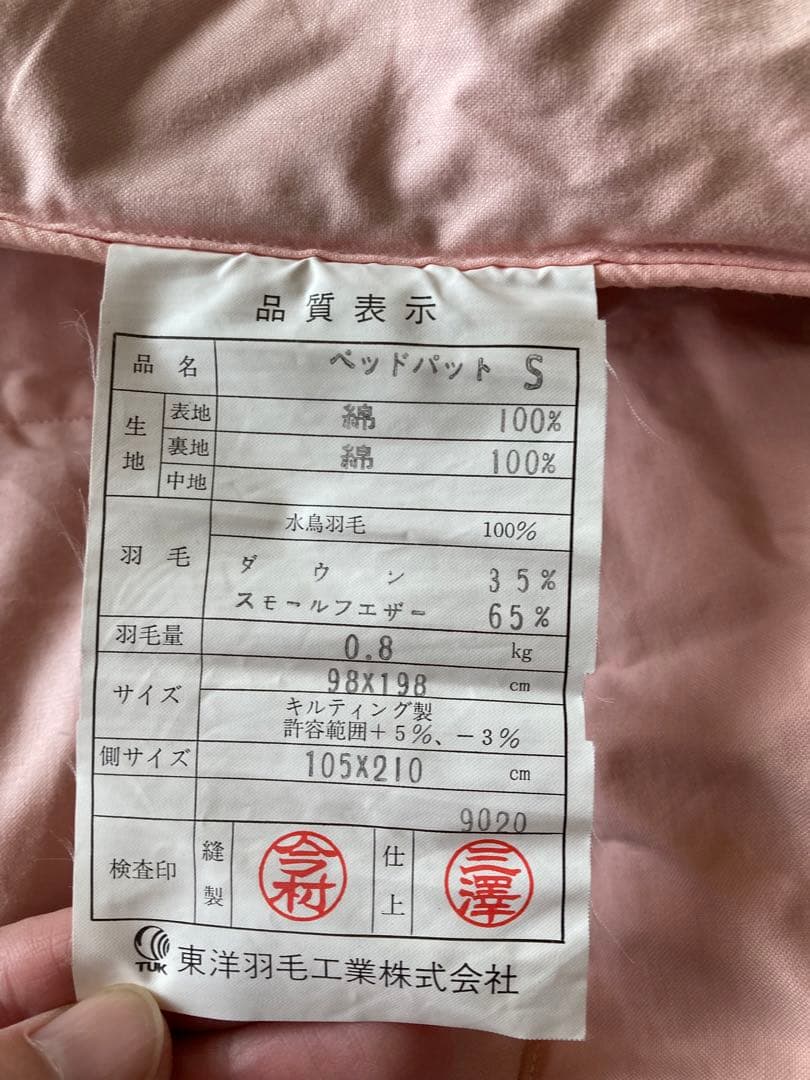 品質表示
品 名 ベッドパット S
生地 表地 綿 100%
裏地 綿 100%
中地
羽 毛 水鳥羽毛 100%
ダ ウ ン 35%
スモールフエザー 65%
羽毛量 0.8 kg
サイズ 98X198 cm
キルティング製
許容範囲+5%、-3%
側サイズ 105X210 cm
9020
検査印 縫製 今村 仕上 三澤
TUK 東洋羽毛工業株式会社